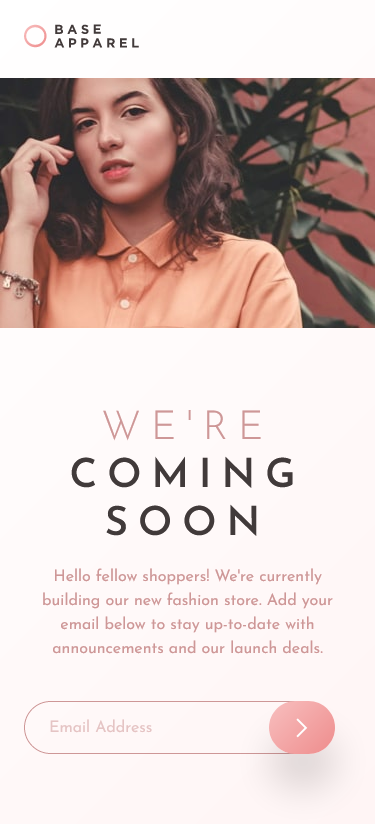 BASE
APPAREL
WE'RE
COMING
SOON
Hello fellow shoppers! We're currently
building our new fashion store. Add your
email below to stay up-to-date with
announcements and our launch deals.
Email Address